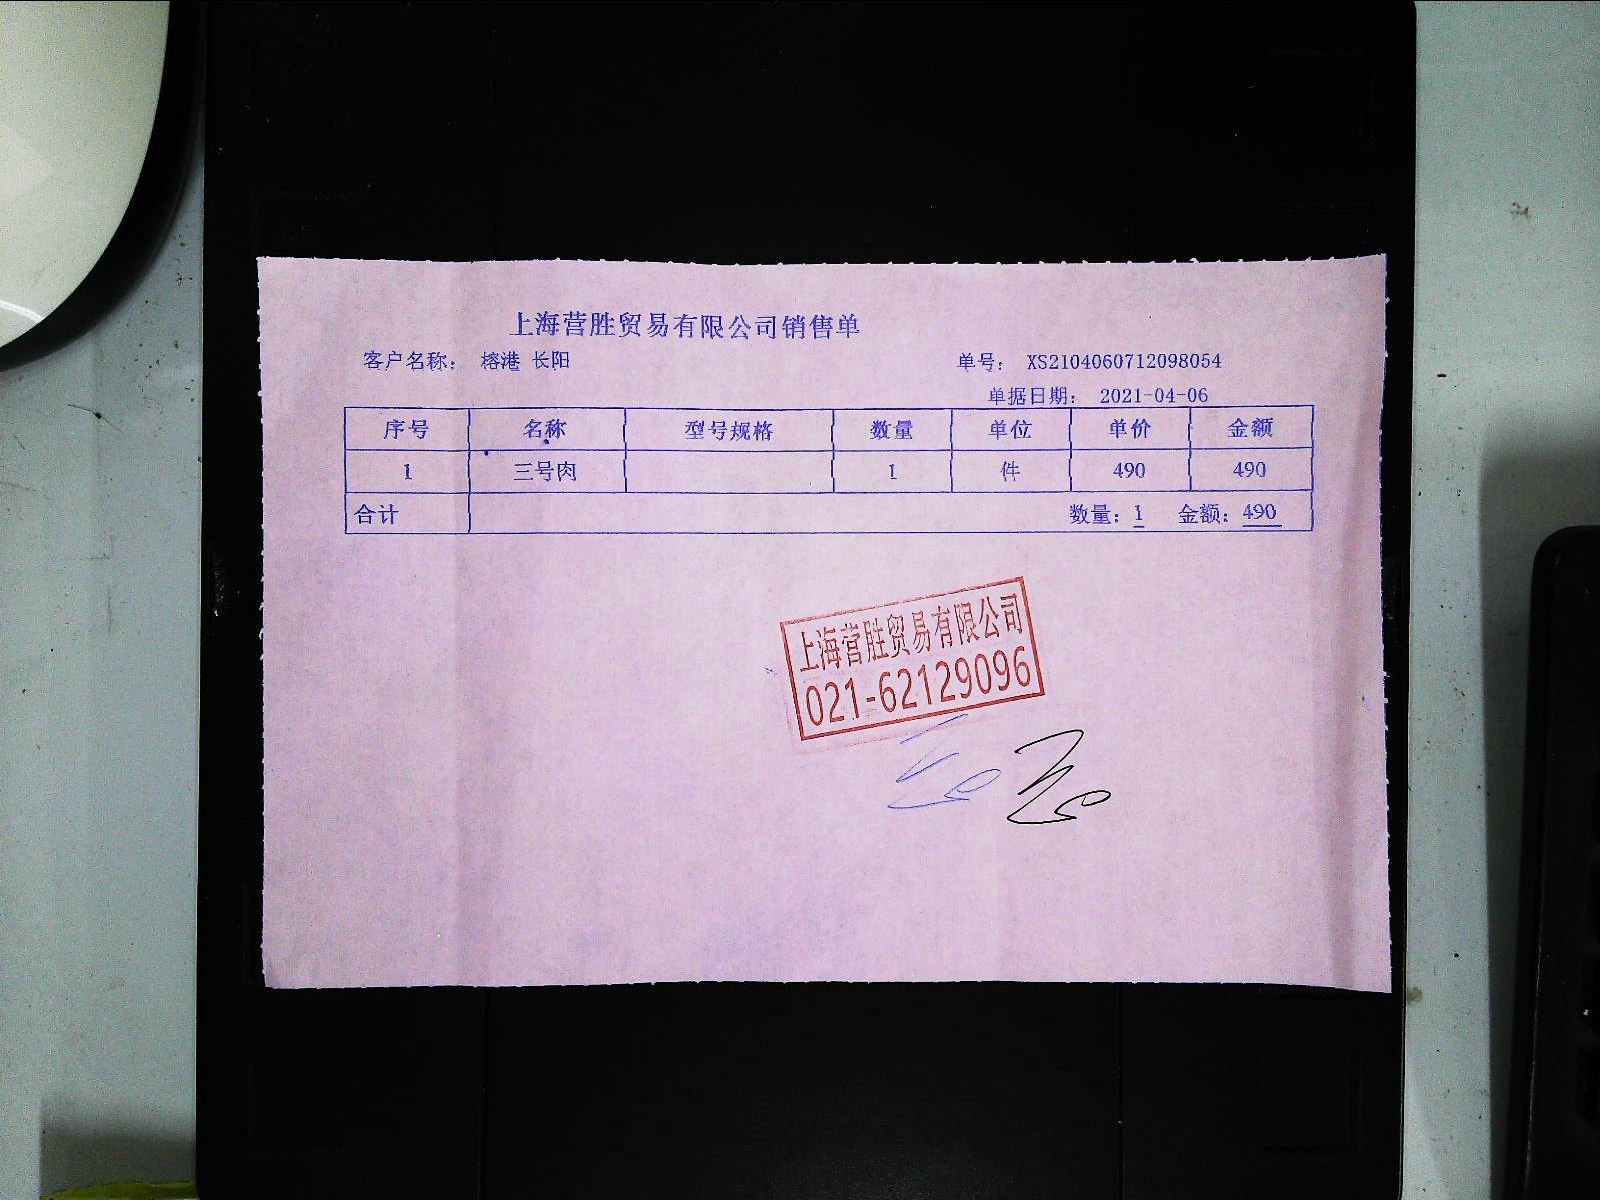 上海营胜贸易有限公司销售单
客户名称： 榕港 长阳 单号： XS2104060712098054
单据日期： 2021-04-06
序号 名称 型号规格 数量 单位 单价 金额
1 三号肉 1 件 490 490
合计 数量：1 金额：490
上海营胜贸易有限公司
021-62129096